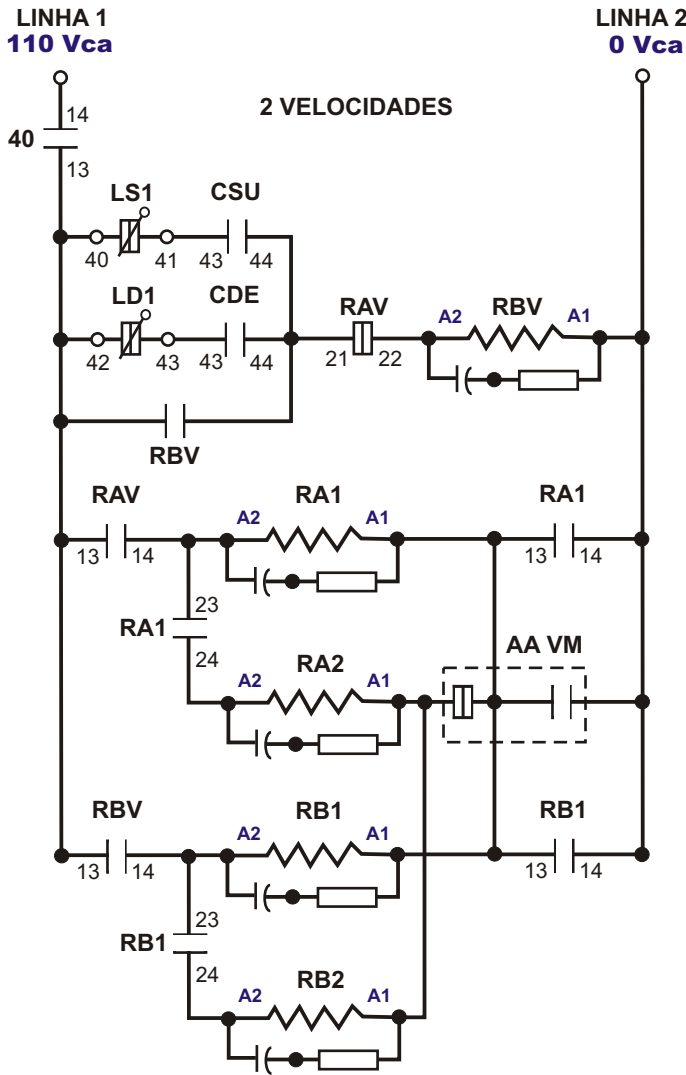 LINHA 1
110 Vca
LINHA 2
0 Vca
2 VELOCIDADES
14
40
13
LS1
CSU
40
41
43
44
LD1
CDE
42
43
43
44
RAV
21
22
RBV
A2
A1
RBV
RAV
13
14
RA1
A2
A1
RA1
13
14
RA1
23
24
RA2
A2
A1
AA VM
RBV
13
14
RB1
A2
A1
RB1
13
14
RB1
23
24
RB2
A2
A1